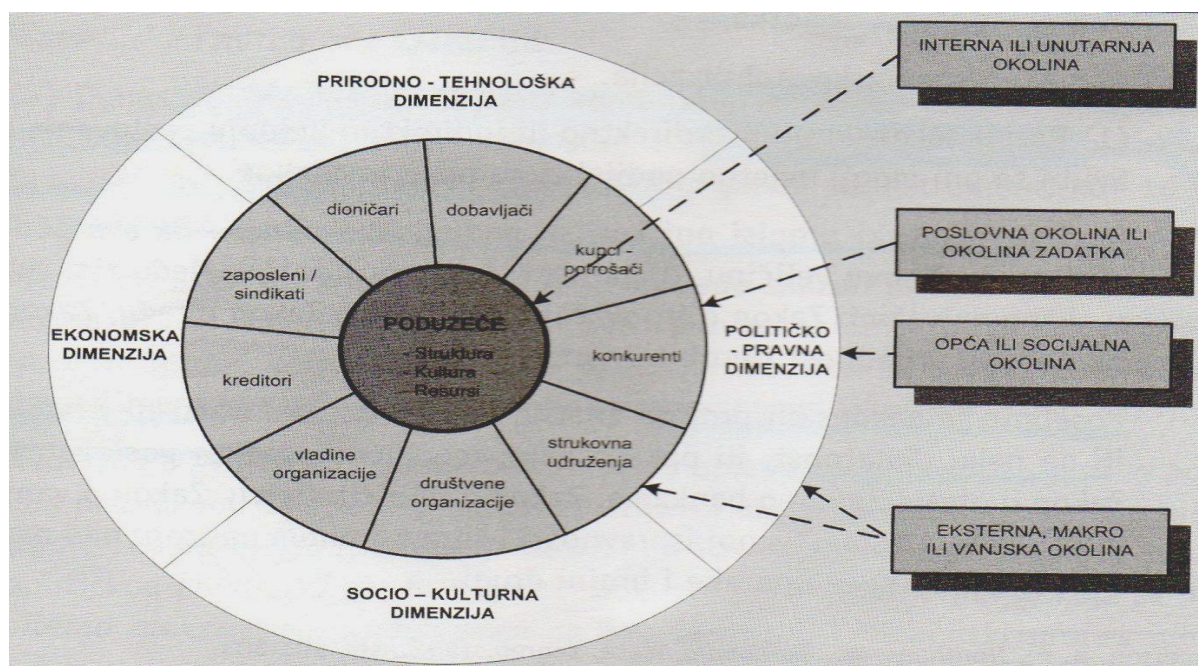 PRIRODNO - TEHNOLOŠKA
DIMENZIJA
dioničari
dobavljači
kupci -
potrošači
zaposleni /
sindikati
EKONOMSKA
DIMENZIJA
PODUZEĆE
- Struktura
- Kultura
- Resursi
konkurenti
POLITIČKO
- PRAVNA
DIMENZIJA
kreditori
strukovna
udruženja
vladine
organizacije
društvene
organizacije
SOCIO – KULTURNA
DIMENZIJA
INTERNA ILI UNUTARNJA
OKOLINA
POSLOVNA OKOLINA ILI
OKOLINA ZADATKA
OPĆA ILI SOCIJALNA
OKOLINA
EKSTERNA, MAKRO
ILI VANJSKA OKOLINA